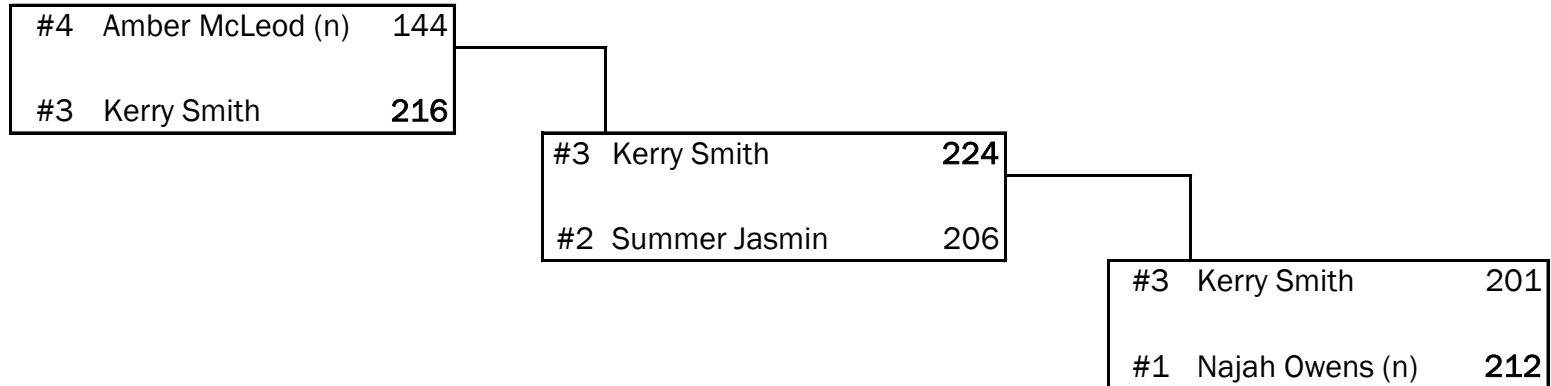 #4 Amber McLeod (n) 144
#3 Kerry Smith 216
#3 Kerry Smith 224
#2 Summer Jasmin 206
#3 Kerry Smith 201
#1 Najah Owens (n) 212